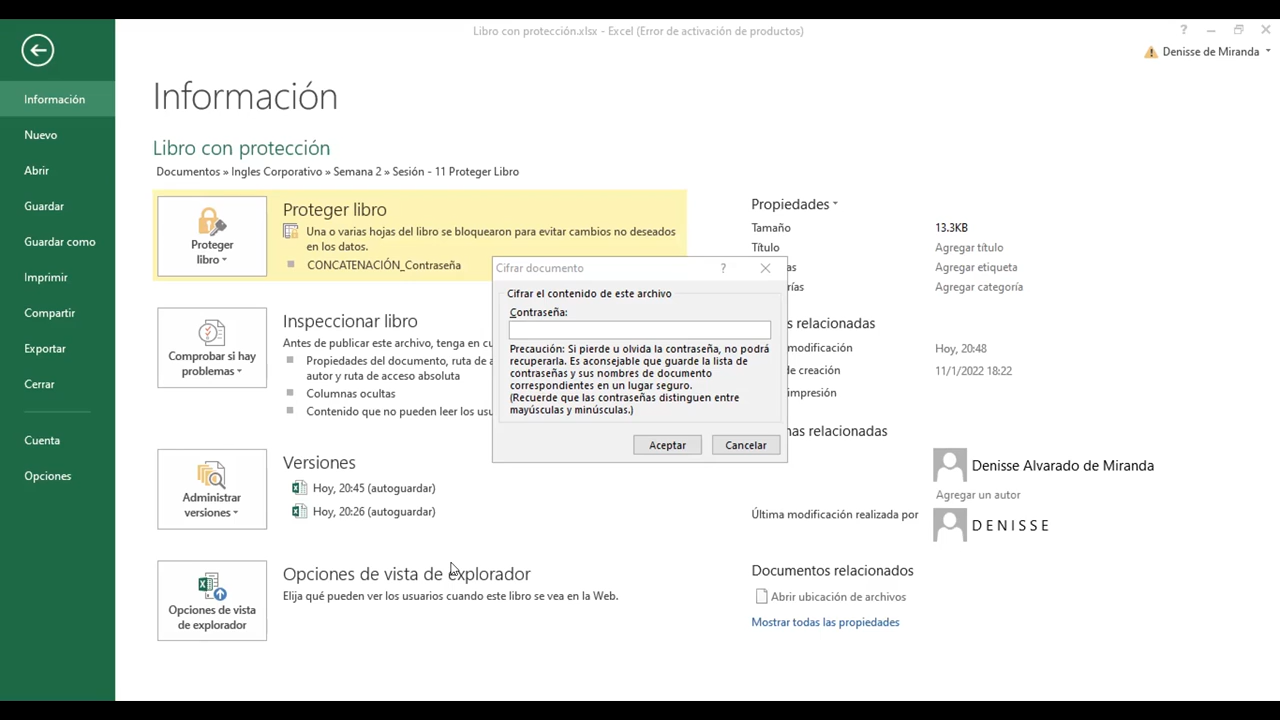 Libro con protección.xlsx - Excel (Error de activación de productos)
?
Denisse de Miranda
Información
Nuevo
Abrir
Guardar
Guardar como
Imprimir
Compartir
Exportar
Cerrar
Cuenta
Opciones
Información
Libro con protección
Documentos » Ingles Corporativo » Semana 2 » Sesión - 11 Proteger Libro
Proteger
libro
Proteger libro
Una o varias hojas del libro se bloquearon para evitar cambios no deseados
en los datos.
CONCATENACIÓN_Contraseña
Comprobar si hay
problemas
Inspeccionar libro
Antes de publicar este archivo, tenga en cu
Propiedades del documento, ruta de a
autor y ruta de acceso absoluta
Columnas ocultas
Contenido que no pueden leer los usu
Administrar
versiones
Versiones
Hoy, 20:45 (autoguardar)
Hoy, 20:26 (autoguardar)
Opciones de vista
de explorador
Opciones de vista de explorador
Elija qué pueden ver los usuarios cuando este libro se vea en la Web.
Cifrar documento
?
Cifrar el contenido de este archivo
Contraseña:
Precaución: Si pierde u olvida la contraseña, no podrá
recuperarla. Es aconsejable que guarde la lista de
contraseñas y sus nombres de documento
correspondientes en un lugar seguro.
(Recuerde que las contraseñas distinguen entre
mayúsculas y minúsculas.)
Aceptar
Cancelar
Propiedades
Tamaño 13.3KB
Título Agregar título
as Agregar etiqueta
rías Agregar categoría
s relacionadas
modificación Hoy, 20:48
de creación 11/1/2022 18:22
impresión
nas relacionadas
Denisse Alvarado de Miranda
Agregar un autor
Última modificación realizada por D E N I S S E
Documentos relacionados
Abrir ubicación de archivos
Mostrar todas las propiedades